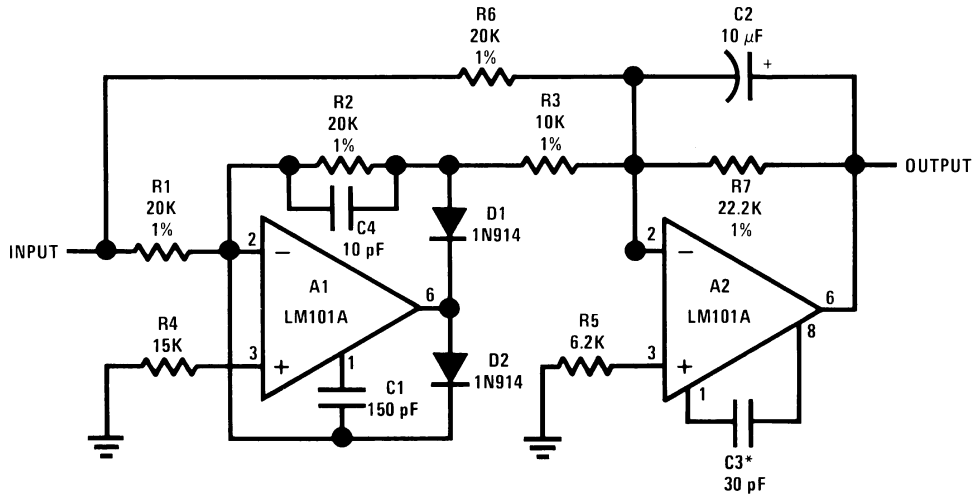 R6
20K
1%
C2
10 µF
+
R2
20K
1%
R3
10K
1%
OUTPUT
R1
20K
1%
C4
10 pF
D1
1N914
R7
22.2K
1%
INPUT
2
−
A1
LM101A
6
2
−
A2
LM101A
6
8
R4
15K
3
+
1
C1
150 pF
D2
1N914
R5
6.2K
3
+
1
C3*
30 pF